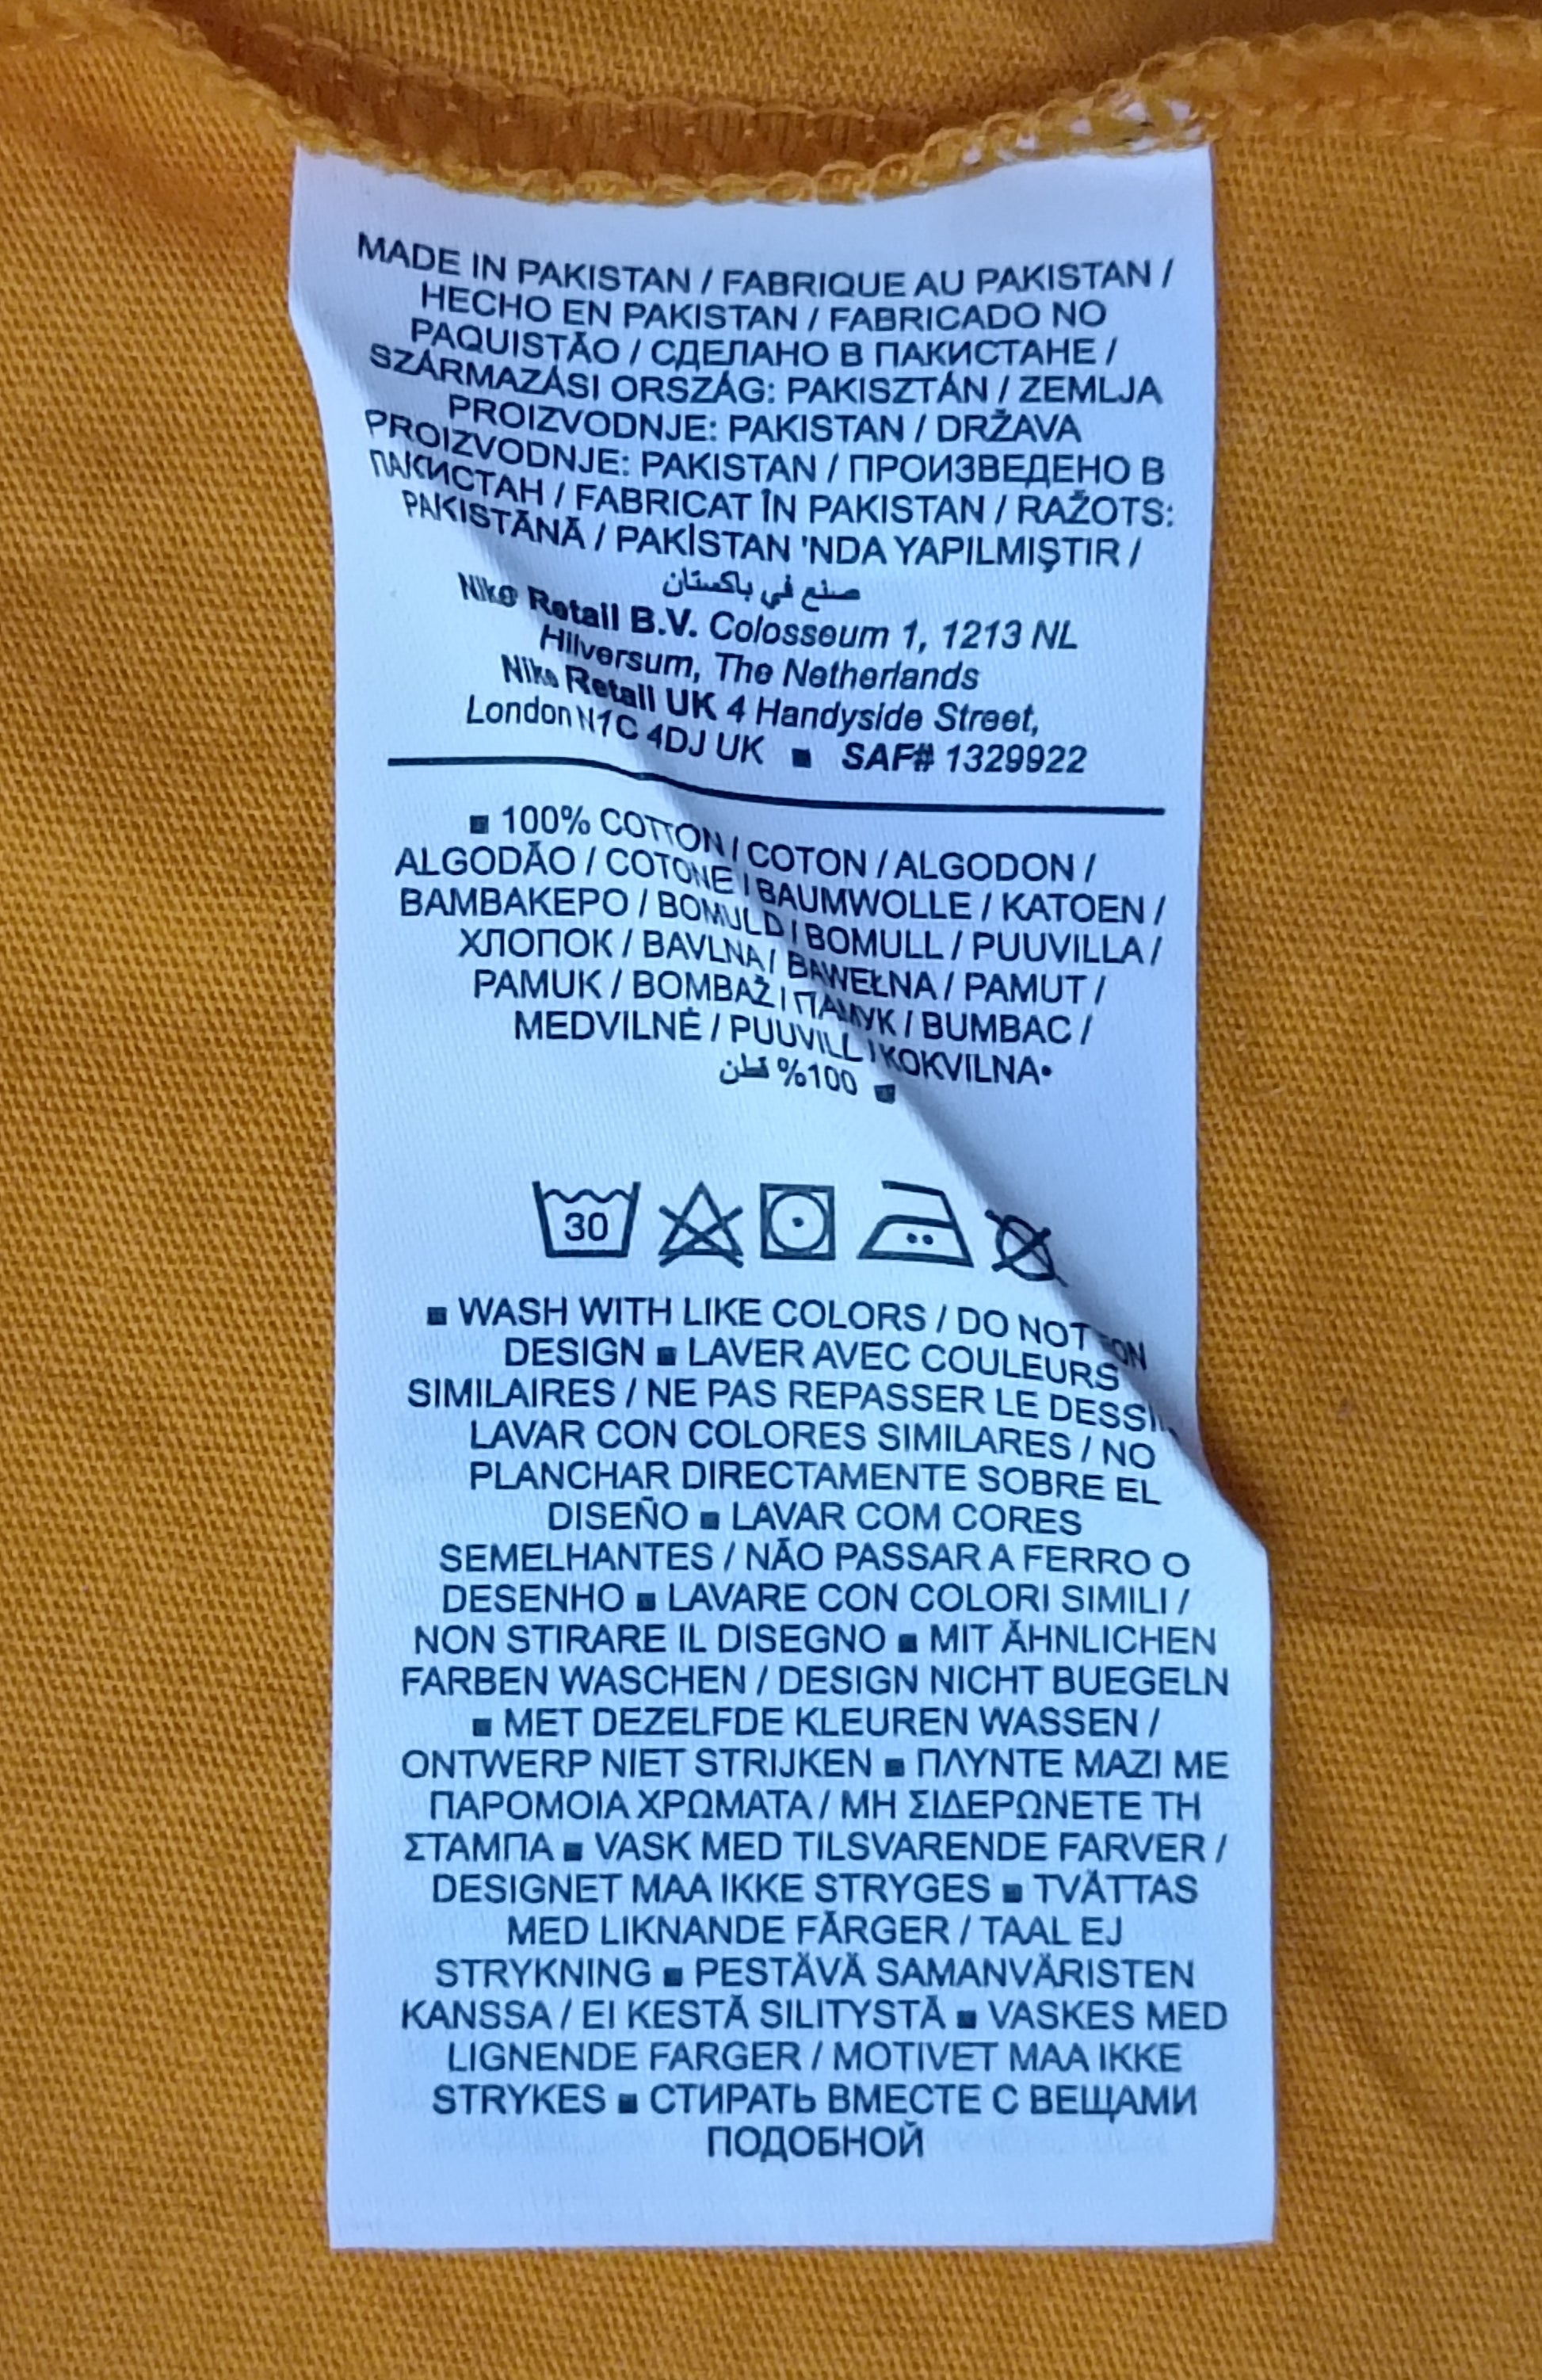 MADE IN PAKISTAN / FABRIQUE AU PAKISTAN /
HECHO EN PAKISTAN / FABRICADO NO
PAQUISTÃO / СДЕЛАНО В ПАКИСТАНЕ /
SZÁRMAZÁSI ORSZÁG: PAKISZTÁN / ZEMLJA
PROIZVODNJE: PAKISTAN / DRŽAVA
PROIZVODNJE: PAKISTAN / ПРОИЗВЕДЕНО В
ПАКИСТАН / FABRICAT ÎN PAKISTAN / RAŽOTS:
PAKISTĀNĀ / PAKİSTAN 'NDA YAPILMIŞTIR /
صنع في باكستان
Nike Retail B.V. Colosseum 1, 1213 NL
Hilversum, The Netherlands
Nike Retail UK 4 Handyside Street,
London N1C 4DJ UK ■ SAF# 1329922
■ 100% COTTON / COTON / ALGODON /
ALGODÃO / COTONE / BAUMWOLLE / KATOEN /
ΒΑΜΒΑΚΕΡΟ / BOMULD / BOMULL / PUUVILLA /
ХЛОПОК / BAVLNA / BAWEŁNA / PAMUT /
PAMUK / BOMBAŽ / ПАМУК / BUMBAC /
MEDVILNĖ / PUUVILL / KOKVILNA•
100% قطن ■
30
■ WASH WITH LIKE COLORS / DO NOT
DESIGN ■ LAVER AVEC COULEURS
SIMILAIRES / NE PAS REPASSER LE
LAVAR CON COLORES SIMILARES / NO
PLANCHAR DIRECTAMENTE SOBRE EL
DISEÑO ■ LAVAR COM CORES
SEMELHANTES / NÃO PASSAR A FERRO O
DESENHO ■ LAVARE CON COLORI SIMILI /
NON STIRARE IL DISEGNO ■ MIT ÄHNLICHEN
FARBEN WASCHEN / DESIGN NICHT BUEGELN
■ MET DEZELFDE KLEUREN WASSEN /
ONTWERP NIET STRIJKEN ■ ΠΛΥΝΤΕ ΜΑΖΙ ΜΕ
ΠΑΡΟΜΟΙΑ ΧΡΩΜΑΤΑ / ΜΗ ΣΙΔΕΡΩΝΕΤΕ ΤΗ
ΣΤΑΜΠΑ ■ VASK MED TILSVARENDE FARVER /
DESIGNET MAA IKKE STRYGES ■ TVÄTTAS
MED LIKNANDE FÄRGER / TAAL EJ
STRYKNING ■ PESTÄVÄ SAMANVÄRISTEN
KANSSA / EI KESTÄ SILITYSTÄ ■ VASKES MED
LIGNENDE FARGER / MOTIVET MAA IKKE
STRYKES ■ СТИРАТЬ ВМЕСТЕ С ВЕЩАМИ
ПОДОБНОЙ